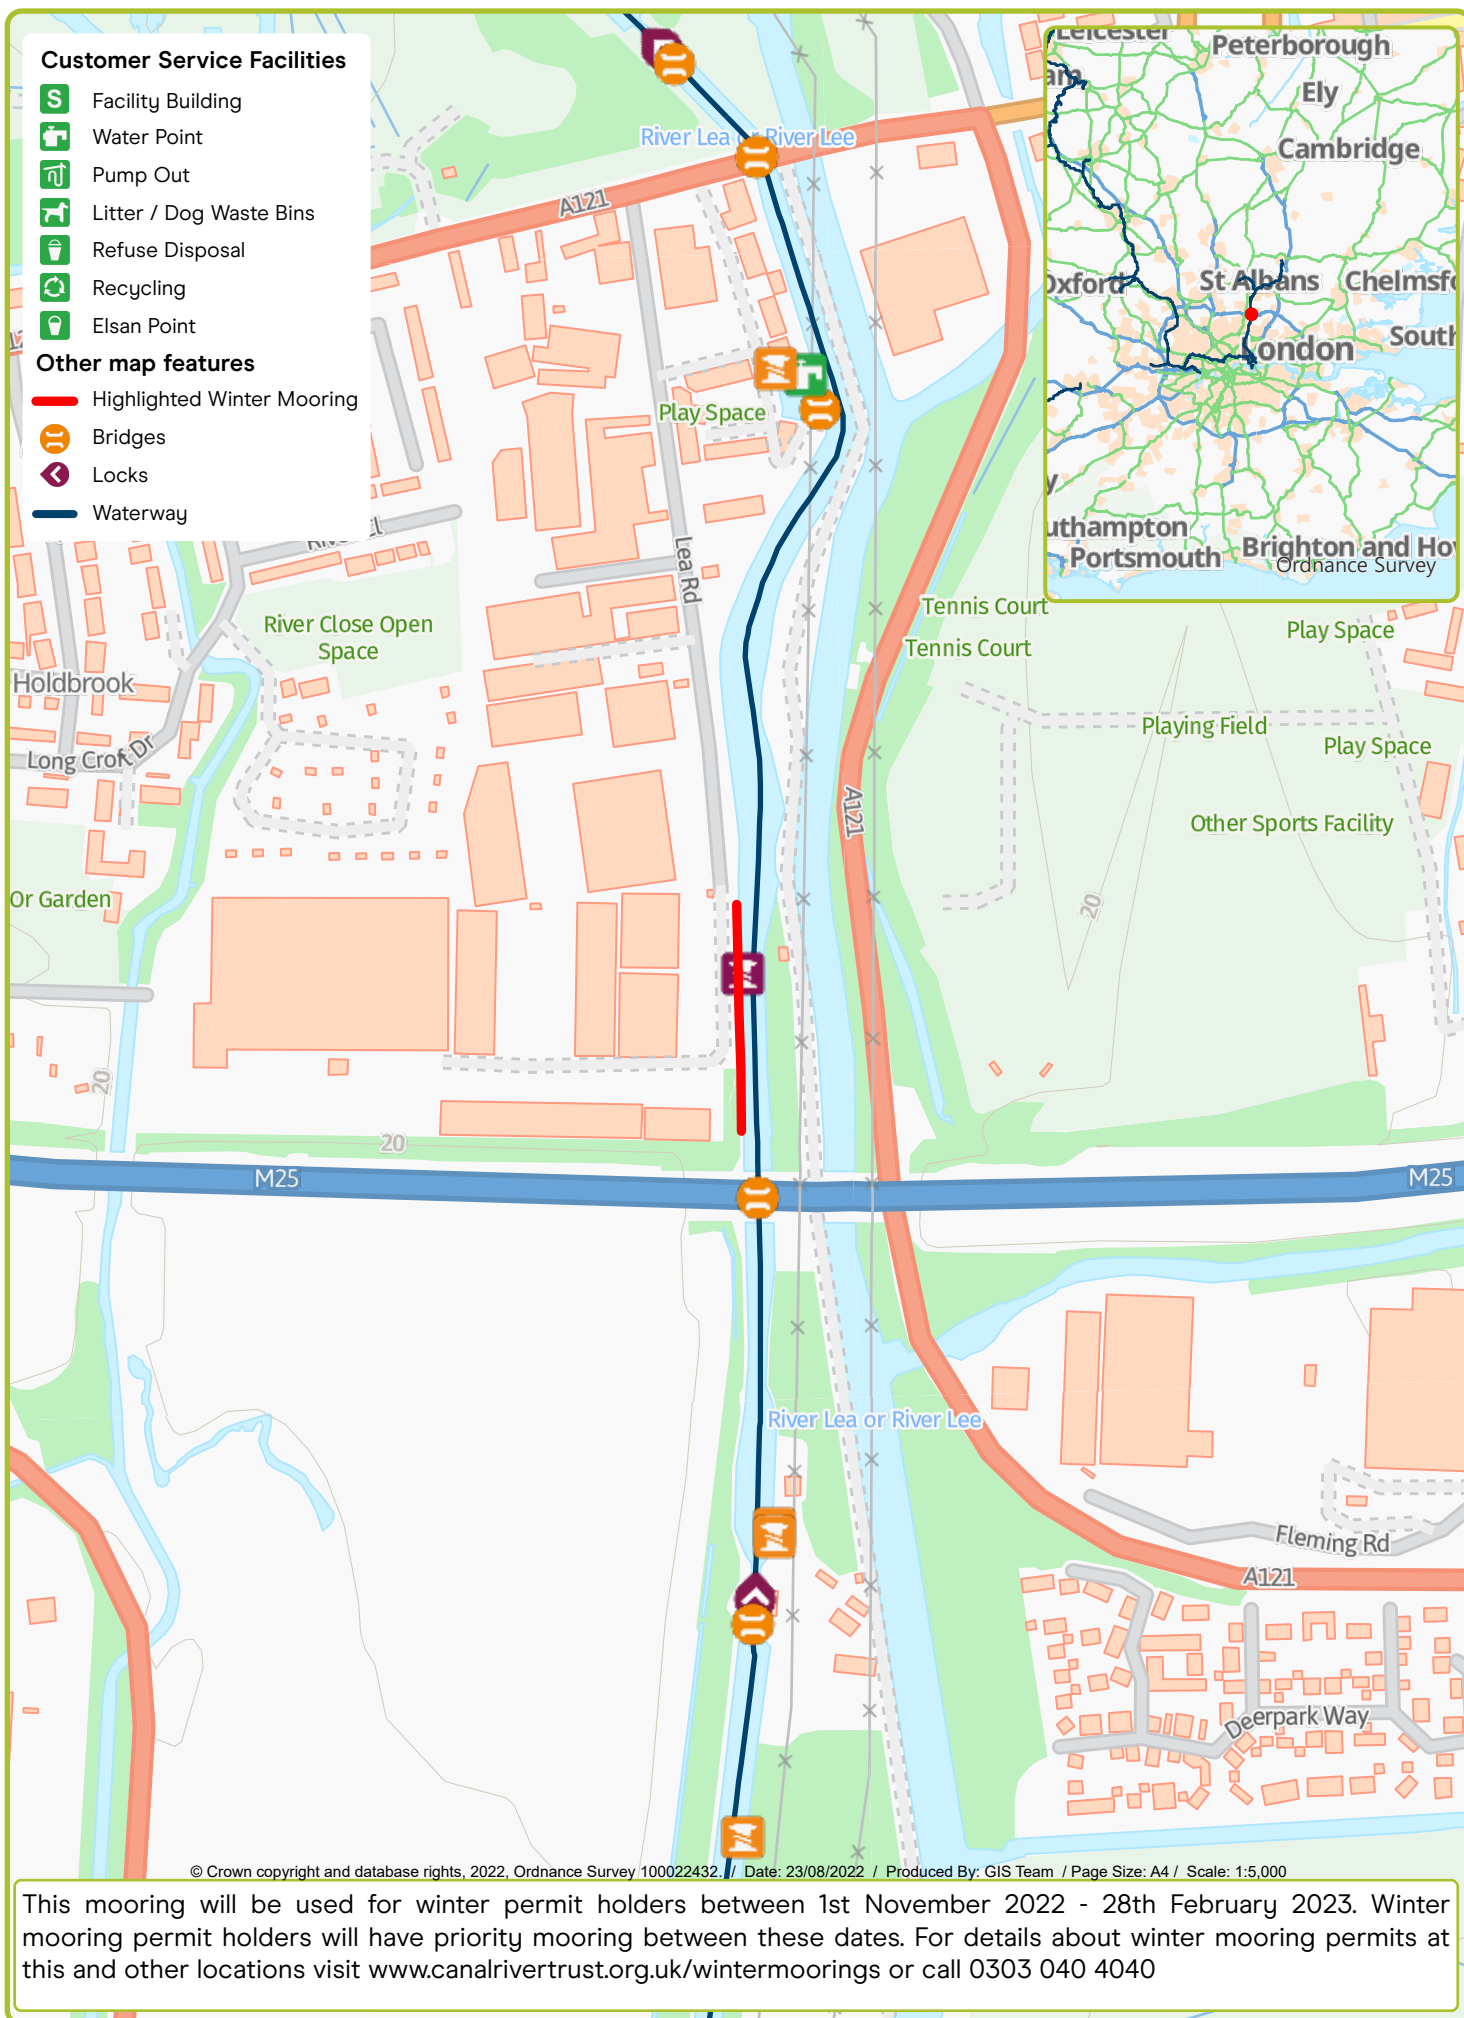 Customer Service Facilities
S Facility Building
Water Point
Pump Out
Litter / Dog Waste Bins
Refuse Disposal
Recycling
Elsan Point
Other map features
Highlighted Winter Mooring
Bridges
Locks
Waterway
Leicester
Peterborough
am
Ely
Cambridge
Oxford
St Albans
Chelmsfo
London
South
y
uthampton
Portsmouth
Brighton and Hov
Ordnance Survey
River Lea or River Lee
A121
Play Space
Lea Rd
River Close Open
Space
Holdbrook
Long Croft Dr
Or Garden
Tennis Court
Tennis Court
Play Space
Playing Field
Play Space
Other Sports Facility
A121
20
20
20
M25
M25
River Lea or River Lee
Fleming Rd
A121
Deerpark Way
© Crown copyright and database rights, 2022, Ordnance Survey 100022432. / Date: 23/08/2022 / Produced By: GIS Team / Page Size: A4 / Scale: 1:5,000
This mooring will be used for winter permit holders between 1st November 2022 - 28th February 2023. Winter
mooring permit holders will have priority mooring between these dates. For details about winter mooring permits at
this and other locations visit www.canalrivertrust.org.uk/wintermoorings or call 0303 040 4040